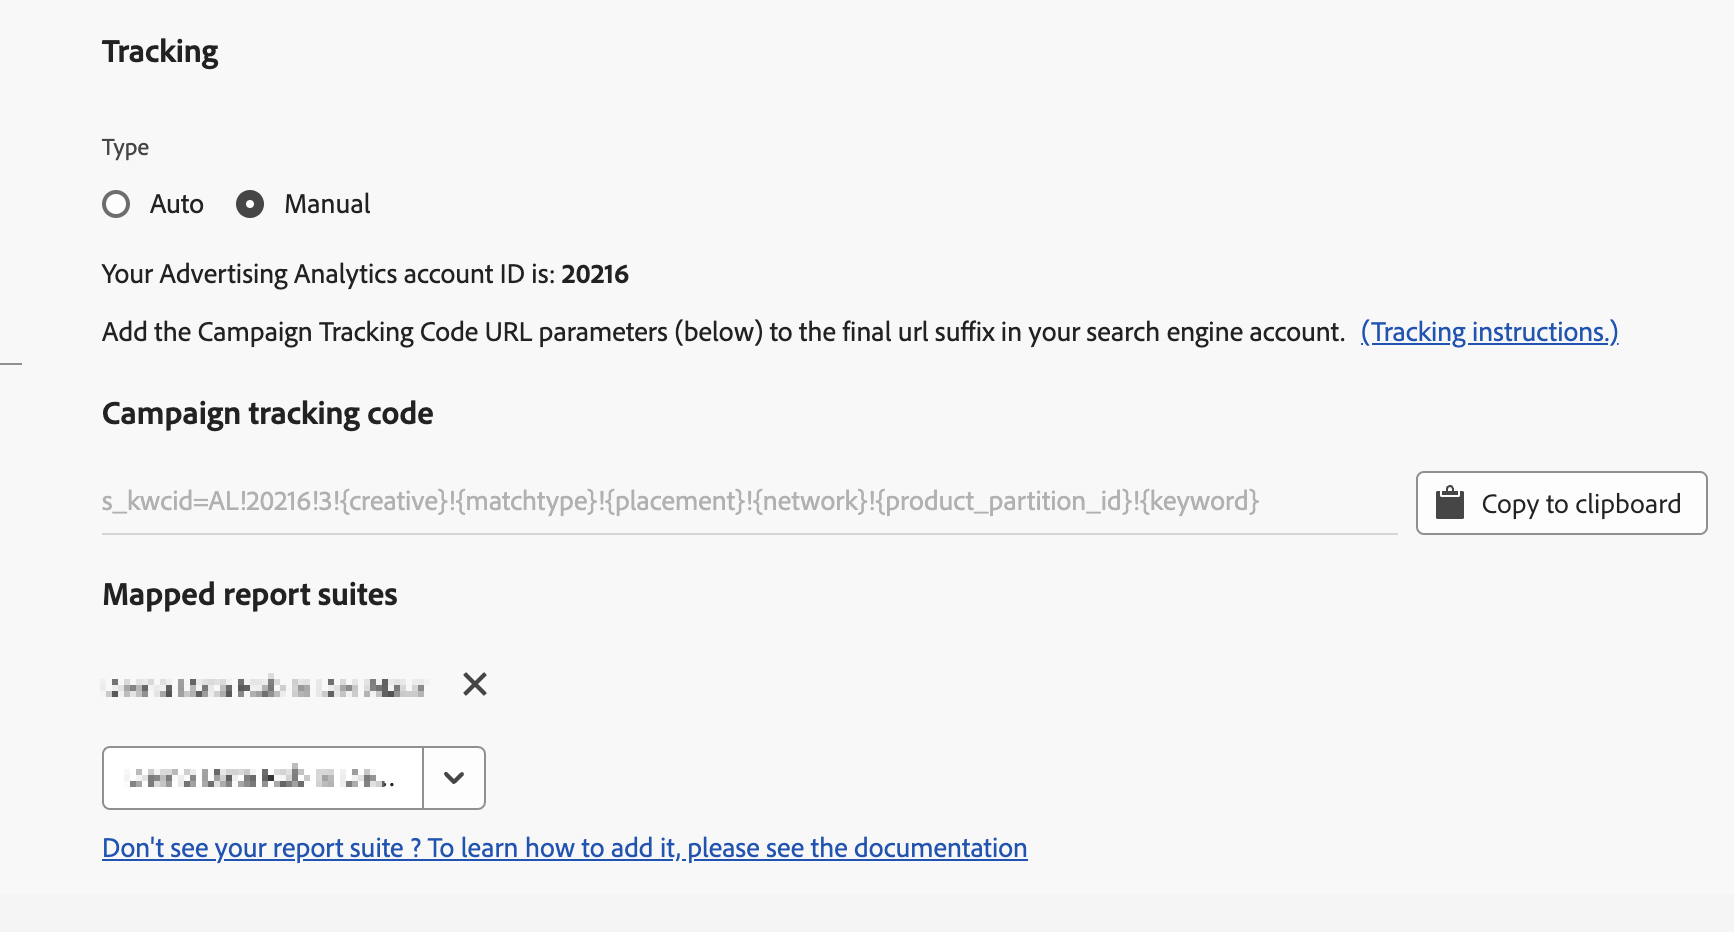 Tracking
Type
Auto Manual
Your Advertising Analytics account ID is: 20216
Add the Campaign Tracking Code URL parameters (below) to the final url suffix in your search engine account. (Tracking instructions.)
Campaign tracking code
s_kwcid=AL!20216!3!{creative}!{matchtype}!{placement}!{network}!{product_partition_id}!{keyword}
Copy to clipboard
Mapped report suites
Don't see your report suite ? To learn how to add it, please see the documentation